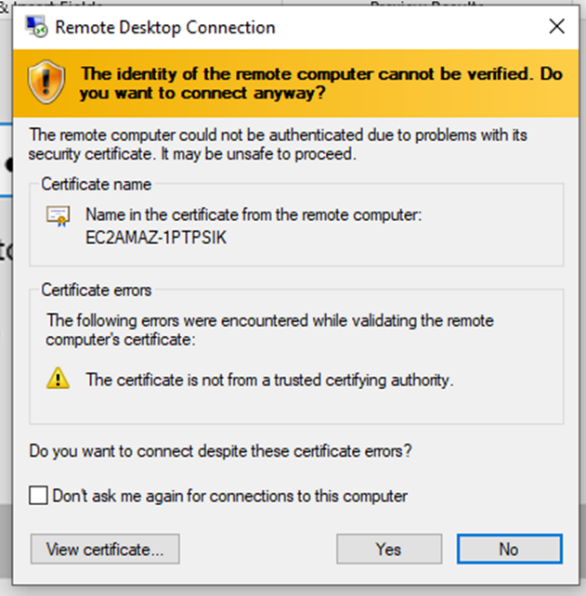 & Insert Fields
Preview Results
Remote Desktop Connection
The identity of the remote computer cannot be verified. Do
you want to connect anyway?
The remote computer could not be authenticated due to problems with its
security certificate. It may be unsafe to proceed.
Certificate name
Name in the certificate from the remote computer:
EC2AMAZ-1PTPSIK
Certificate errors
The following errors were encountered while validating the remote
computer's certificate:
The certificate is not from a trusted certifying authority.
Do you want to connect despite these certificate errors?
Don't ask me again for connections to this computer
View certificate...
Yes
No